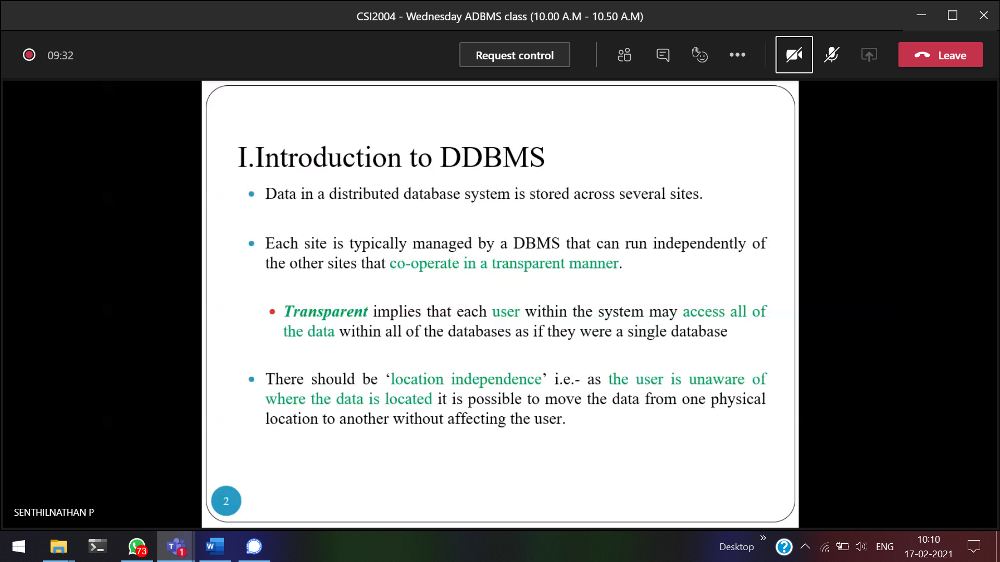 CSI2004 - Wednesday ADBMS class (10.00 A.M - 10.50 A.M)
09:32
Request control
Leave
I.Introduction to DDBMS
• Data in a distributed database system is stored across several sites.
• Each site is typically managed by a DBMS that can run independently of
the other sites that co-operate in a transparent manner.
• Transparent implies that each user within the system may access all of
the data within all of the databases as if they were a single database
• There should be ‘location independence’ i.e.- as the user is unaware of
where the data is located it is possible to move the data from one physical
location to another without affecting the user.
2
SENTHILNATHAN P
73
T
1
W
Desktop
»
?
ENG
10:10
17-02-2021